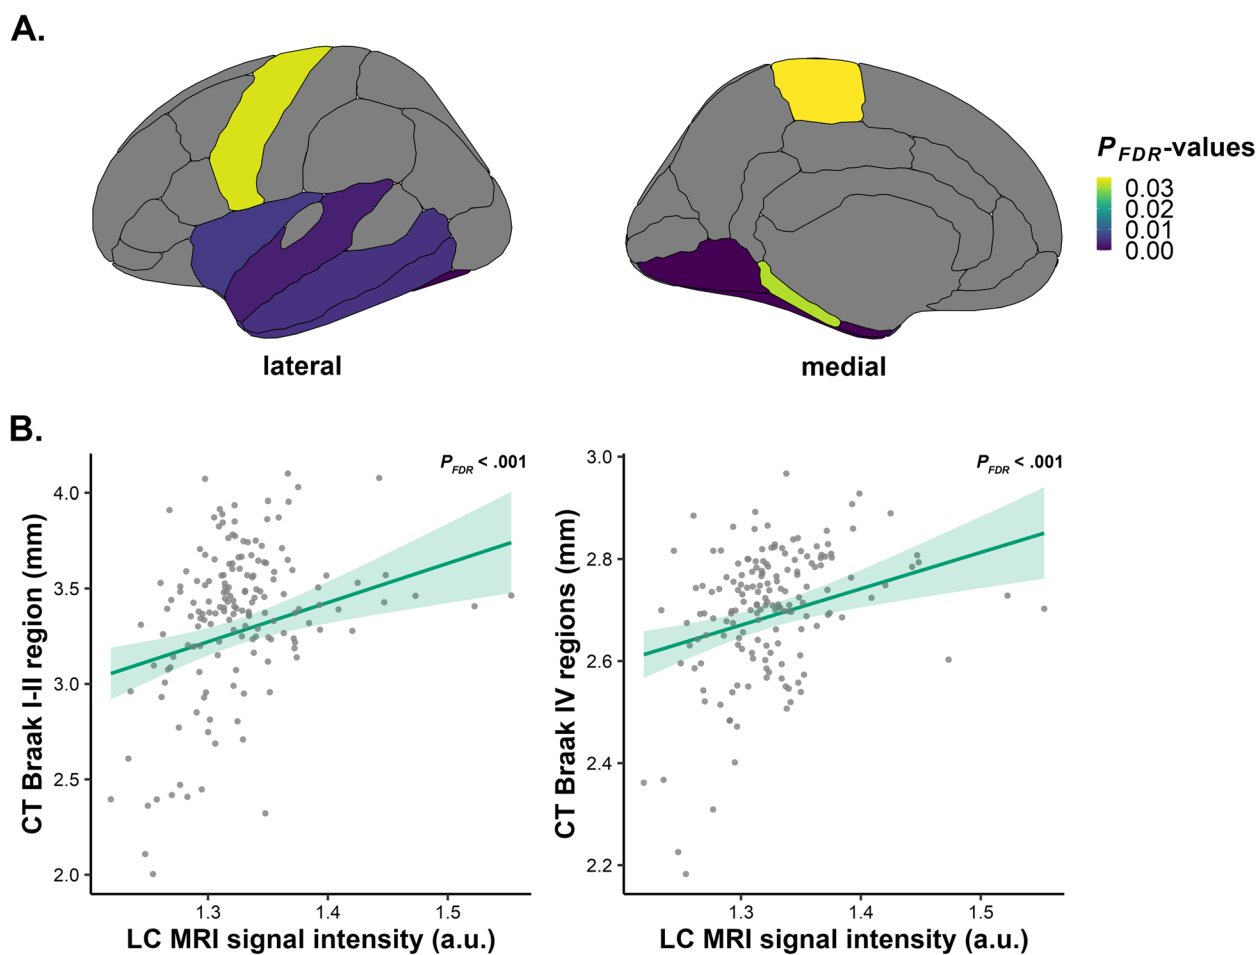 A.
lateral
medial
P_FDR-values
0.03
0.02
0.01
0.00
B.
P_FDR < .001
CT Braak I-II region (mm)
4.0
3.5
3.0
2.5
2.0
1.3 1.4 1.5
LC MRI signal intensity (a.u.)
P_FDR < .001
CT Braak IV regions (mm)
3.0
2.8
2.6
2.4
2.2
1.3 1.4 1.5
LC MRI signal intensity (a.u.)